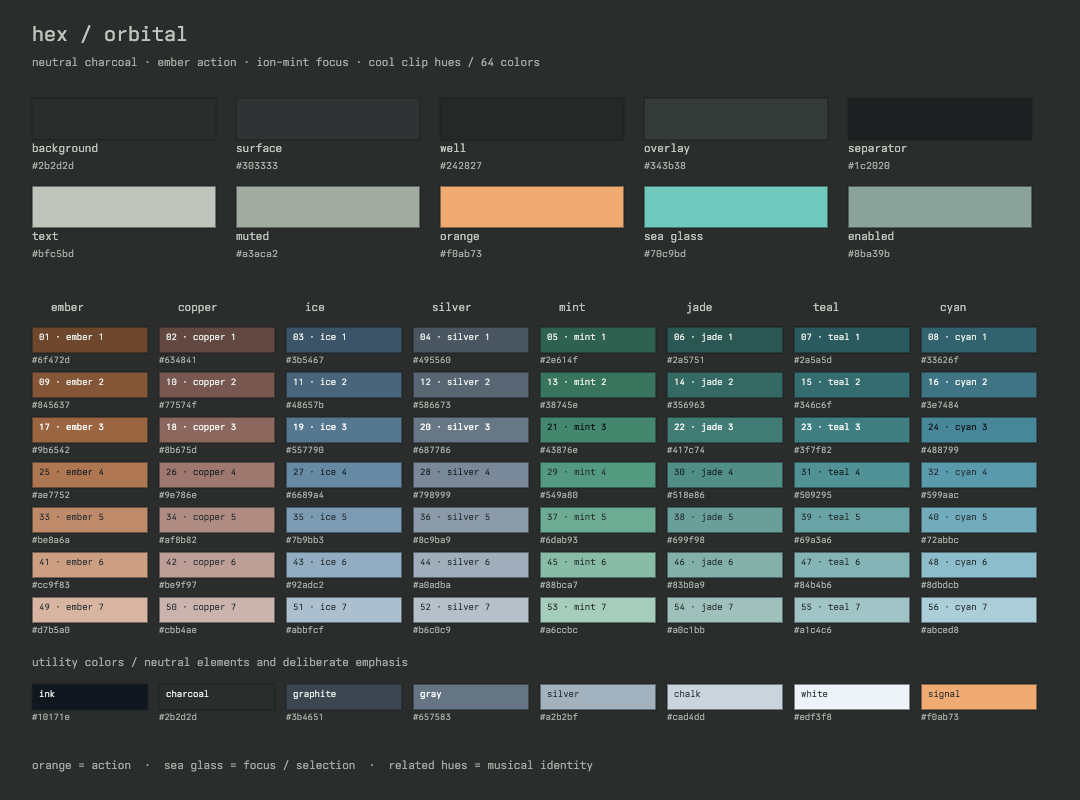 hex / orbital
neutral charcoal · ember action · ion-mint focus · cool clip hues / 64 colors
background surface well overlay separator
#2b2d2d #303333 #242827 #343b38 #1c2020
text muted orange sea glass enabled
#bfc5bd #a3aca2 #f0ab73 #70c9bd #8ba39b
ember copper ice silver mint jade teal cyan
01 · ember 1 02 · copper 1 03 · ice 1 04 · silver 1 05 · mint 1 06 · jade 1 07 · teal 1 08 · cyan 1
#6f472d #634841 #3b5467 #495560 #2e614f #2a5751 #2a5a5d #33626f
09 · ember 2 10 · copper 2 11 · ice 2 12 · silver 2 13 · mint 2 14 · jade 2 15 · teal 2 16 · cyan 2
#845637 #77574f #48657b #586673 #38745e #356963 #346c6f #3e7484
17 · ember 3 18 · copper 3 19 · ice 3 20 · silver 3 21 · mint 3 22 · jade 3 23 · teal 3 24 · cyan 3
#9b6542 #8b675d #557790 #687786 #43876e #417c74 #3f7f82 #488799
25 · ember 4 26 · copper 4 27 · ice 4 28 · silver 4 29 · mint 4 30 · jade 4 31 · teal 4 32 · cyan 4
#ae7752 #9e786e #6689a4 #798999 #549a80 #518e86 #509295 #599aac
33 · ember 5 34 · copper 5 35 · ice 5 36 · silver 5 37 · mint 5 38 · jade 5 39 · teal 5 40 · cyan 5
#be8a6a #af8b82 #7b9bb3 #8c9ba9 #6dab93 #699f98 #69a3a6 #72abbc
41 · ember 6 42 · copper 6 43 · ice 6 44 · silver 6 45 · mint 6 46 · jade 6 47 · teal 6 48 · cyan 6
#cc9f83 #be9f97 #92adc2 #a0adba #88bca7 #83b0a9 #84b4b6 #8dbdcb
49 · ember 7 50 · copper 7 51 · ice 7 52 · silver 7 53 · mint 7 54 · jade 7 55 · teal 7 56 · cyan 7
#d7b5a0 #cbb4ae #abbfcf #b6c0c9 #a6ccbc #a0c1bb #a1c4c6 #abced8
utility colors / neutral elements and deliberate emphasis
ink charcoal graphite gray silver chalk white signal
#10171e #2b2d2d #3b4651 #657583 #a2b2bf #cad4dd #edf3f8 #f0ab73
orange = action · sea glass = focus / selection · related hues = musical identity